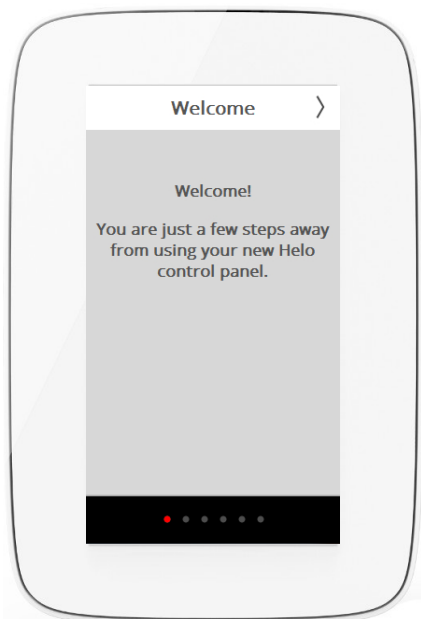 Welcome
Welcome!
You are just a few steps away
from using your new Helo
control panel.